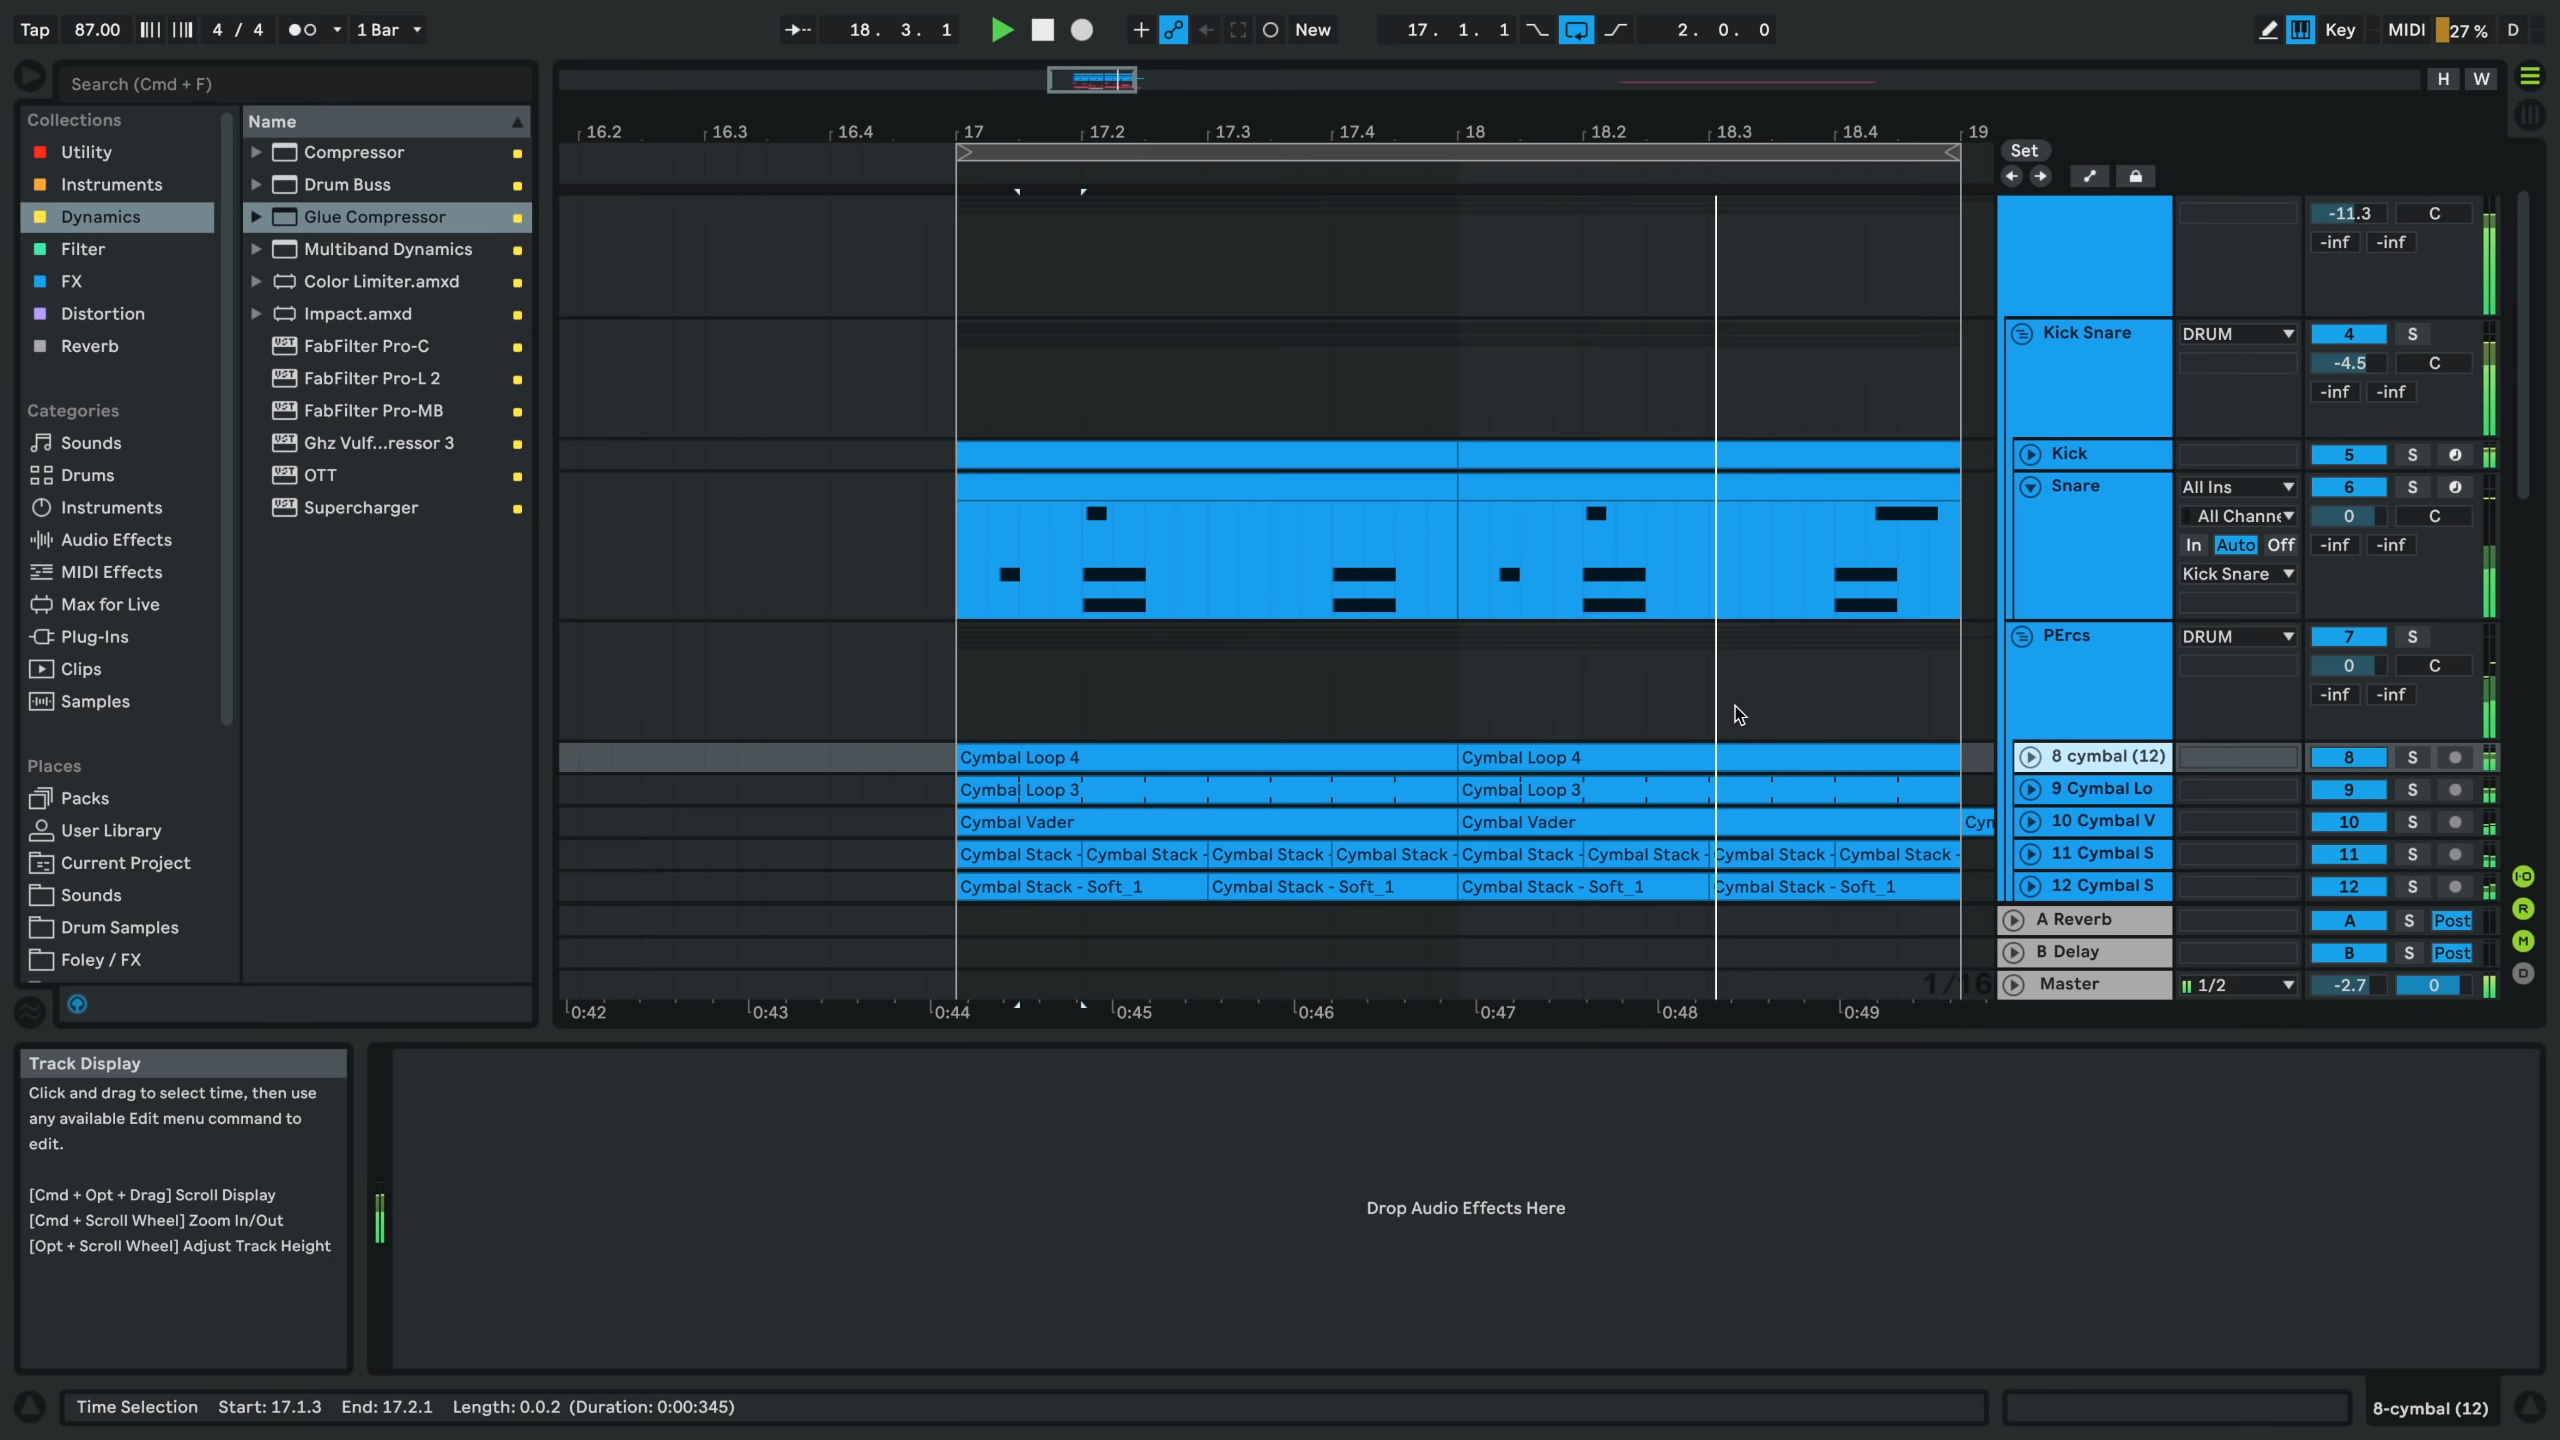 Tap 87.00 4 / 4 1 Bar 18. 3. 1 New 17. 1. 1 2. 0. 0 Key MIDI 27 % D
Search (Cmd + F)
H W
Collections
Utility
Instruments
Dynamics
Filter
FX
Distortion
Reverb
Categories
Sounds
Drums
Instruments
Audio Effects
MIDI Effects
Max for Live
Plug-Ins
Clips
Samples
Places
Packs
User Library
Current Project
Sounds
Drum Samples
Foley / FX
Name
Compressor
Drum Buss
Glue Compressor
Multiband Dynamics
Color Limiter.amxd
Impact.amxd
FabFilter Pro-C
FabFilter Pro-L 2
FabFilter Pro-MB
Ghz Vulf...ressor 3
OTT
Supercharger
16.2 16.3 16.4 17 17.2 17.3 17.4 18 18.2 18.3 18.4 19
Set
-11.3 C
-inf -inf
Kick Snare DRUM 4 S
-4.5 C
-inf -inf
Kick 5 S
Snare All Ins 6 S
All Channe 0 C
In Auto Off -inf -inf
Kick Snare
PErcs DRUM 7 S
0 C
-inf -inf
Cymbal Loop 4 Cymbal Loop 4 8 cymbal (12) 8 S
Cymbal Loop 3 Cymbal Loop 3 9 Cymbal Lo 9 S
Cymbal Vader Cymbal Vader Cym 10 Cymbal V 10 S
Cymbal Stack - Cymbal Stack - Cymbal Stack - Cymbal Stack - Cymbal Stack - Cymbal Stack - Cymbal Stack - Cymbal Stack - 11 Cymbal S 11 S
Cymbal Stack - Soft_1 Cymbal Stack - Soft_1 Cymbal Stack - Soft_1 Cymbal Stack - Soft_1 12 Cymbal S 12 S
A Reverb A S Post
B Delay B S Post
1/16 Master 1/2 -2.7 0
I·O
R
M
D
0:42 0:43 0:44 0:45 0:46 0:47 0:48 0:49
Track Display
Click and drag to select time, then use
any available Edit menu command to
edit.
[Cmd + Opt + Drag] Scroll Display
[Cmd + Scroll Wheel] Zoom In/Out
[Opt + Scroll Wheel] Adjust Track Height
Drop Audio Effects Here
Time Selection Start: 17.1.3 End: 17.2.1 Length: 0.0.2 (Duration: 0:00:345)
8-cymbal (12)